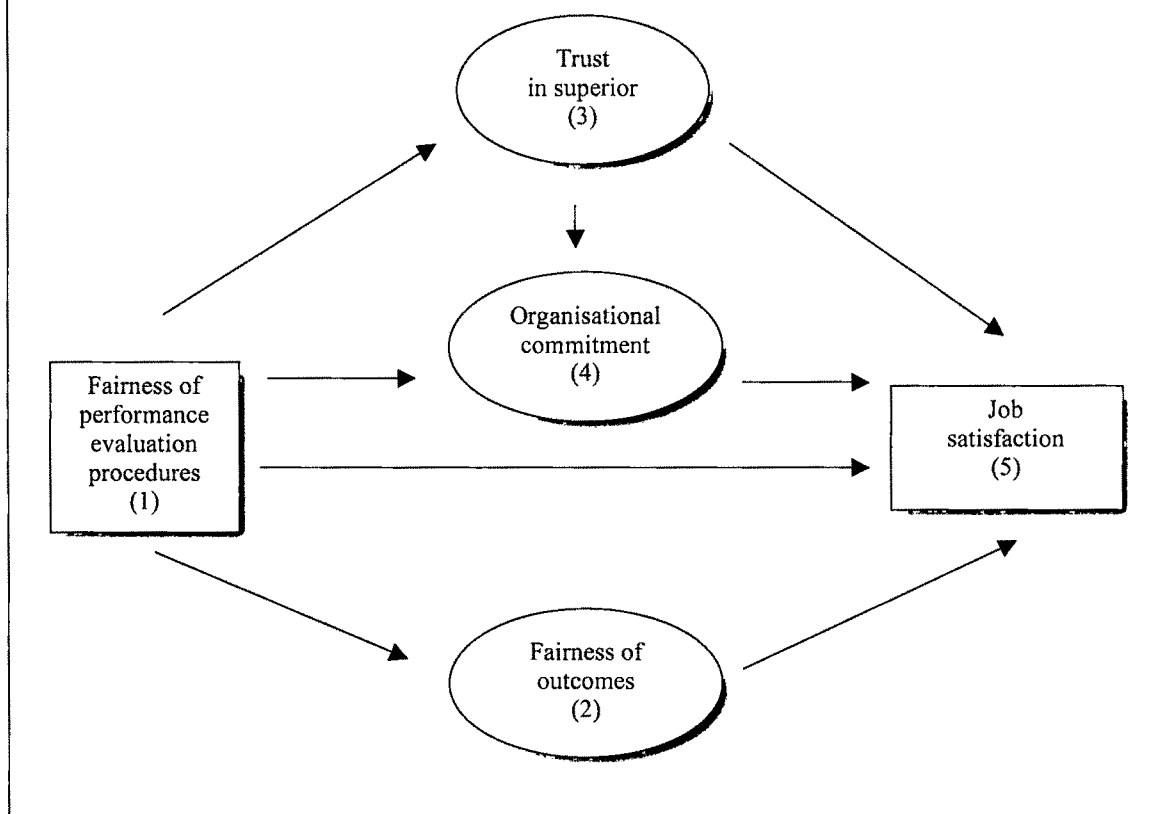 Trust
in superior
(3)
Organisational
commitment
(4)
Fairness of
performance
evaluation
procedures
(1)
Job
satisfaction
(5)
Fairness of
outcomes
(2)